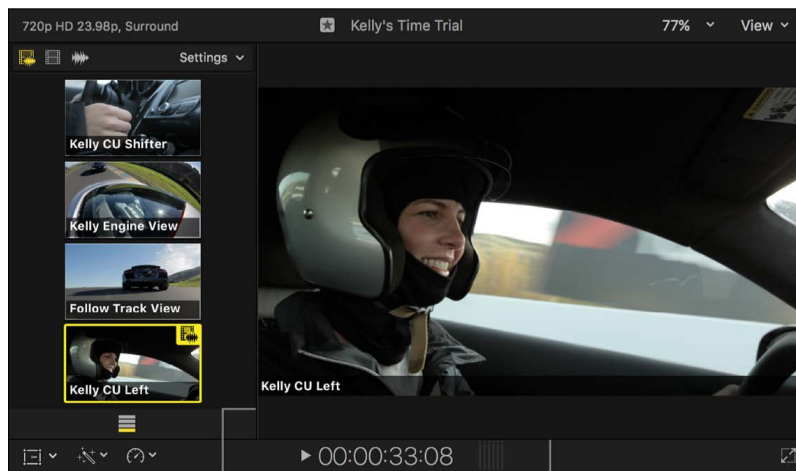 720p HD 23.98p, Surround
Kelly's Time Trial
77%
View
Settings
Kelly CU Shifter
Kelly Engine View
Follow Track View
Kelly CU Left
Kelly CU Left
00:00:33:08